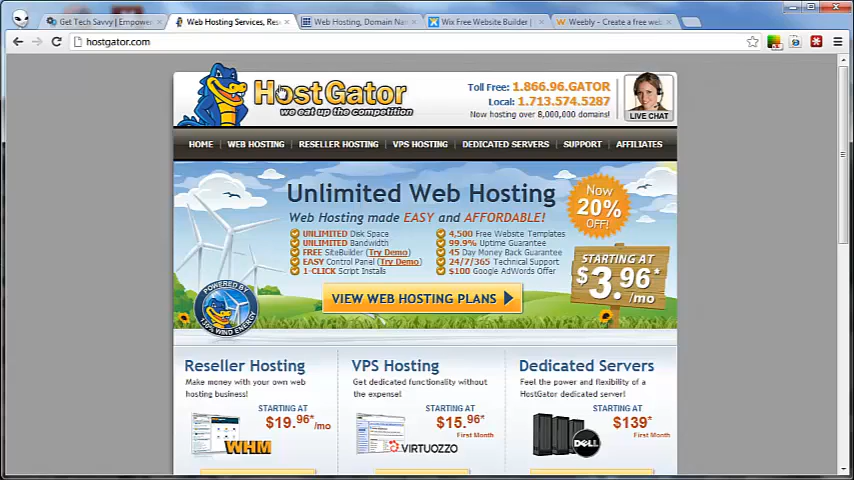 Get Tech Savvy | Empower
Web Hosting Services, Res
Web Hosting, Domain Na
Wix Free Website Builder |
Weebly - Create a free web
hostgator.com
HostGator
we eat up the competition
Toll Free: 1.866.96.GATOR
Local: 1.713.574.5287
Now hosting over 8,000,000 domains!
LIVE CHAT
HOME
WEB HOSTING
RESELLER HOSTING
VPS HOSTING
DEDICATED SERVERS
SUPPORT
AFFILIATES
Unlimited Web Hosting
Web Hosting made EASY and AFFORDABLE!
UNLIMITED Disk Space
UNLIMITED Bandwidth
FREE SiteBuilder (Try Demo)
EASY Control Panel (Try Demo)
1-CLICK Script Installs
4,500 Free Website Templates
99.9% Uptime Guarantee
45 Day Money Back Guarantee
24/7/365 Technical Support
$100 Google AdWords Offer
Now
20%
OFF!
STARTING AT
$3.96*
/mo
VIEW WEB HOSTING PLANS
POWERED BY
130% WIND ENERGY
Reseller Hosting
Make money with your own web
hosting business!
STARTING AT
$19.96*/mo
WHM
VPS Hosting
Get dedicated functionality without
the expense!
STARTING AT
$15.96*
First Month
VIRTUOZZO
Dedicated Servers
Feel the power and flexibility of a
HostGator dedicated server!
STARTING AT
$139*
First Month
DELL